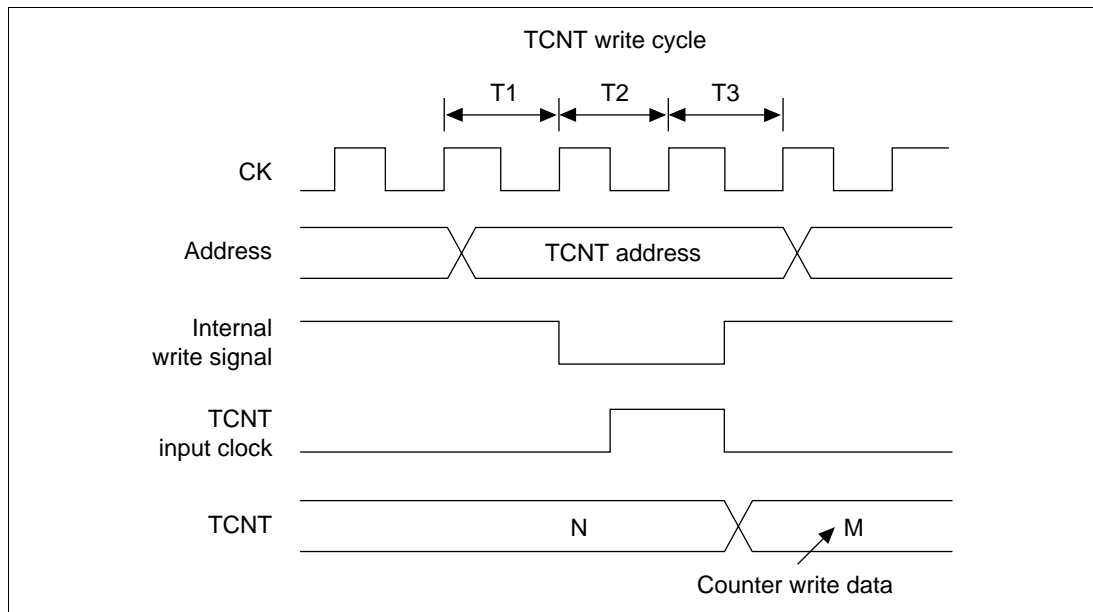 TCNT write cycle
T1 T2 T3
CK
Address
TCNT address
Internal
write signal
TCNT
input clock
TCNT
N
M
Counter write data